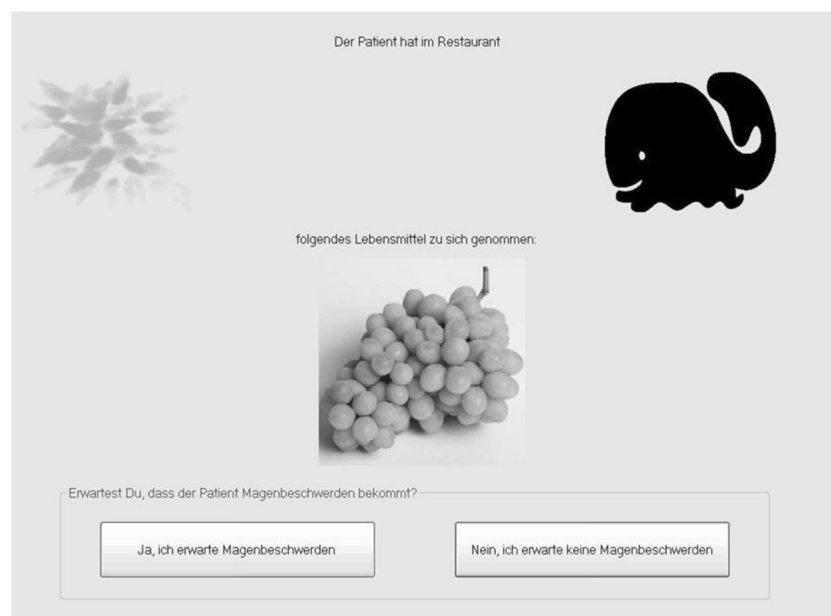 Der Patient hat im Restaurant
folgendes Lebensmittel zu sich genommen:
Erwartest Du, dass der Patient Magenbeschwerden bekommt?
Ja, ich erwarte Magenbeschwerden
Nein, ich erwarte keine Magenbeschwerden